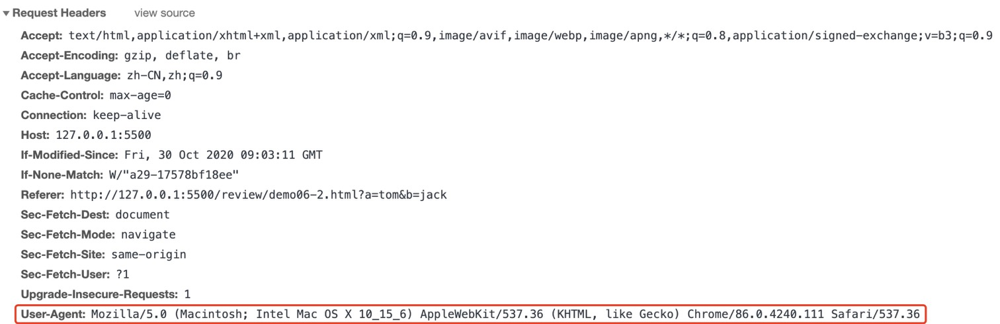 ▼ Request Headers view source
Accept: text/html,application/xhtml+xml,application/xml;q=0.9,image/avif,image/webp,image/apng,*/*;q=0.8,application/signed-exchange;v=b3;q=0.9
Accept-Encoding: gzip, deflate, br
Accept-Language: zh-CN,zh;q=0.9
Cache-Control: max-age=0
Connection: keep-alive
Host: 127.0.0.1:5500
If-Modified-Since: Fri, 30 Oct 2020 09:03:11 GMT
If-None-Match: W/"a29-17578bf18ee"
Referer: http://127.0.0.1:5500/review/demo06-2.html?a=tom&b=jack
Sec-Fetch-Dest: document
Sec-Fetch-Mode: navigate
Sec-Fetch-Site: same-origin
Sec-Fetch-User: ?1
Upgrade-Insecure-Requests: 1
User-Agent: Mozilla/5.0 (Macintosh; Intel Mac OS X 10_15_6) AppleWebKit/537.36 (KHTML, like Gecko) Chrome/86.0.4240.111 Safari/537.36